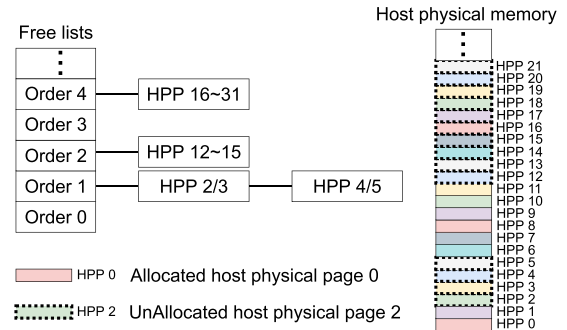 Host physical memory
Free lists
Order 4
HPP 16~31
Order 3
Order 2
HPP 12~15
Order 1
HPP 2/3
HPP 4/5
Order 0
HPP 21
HPP 20
HPP 19
HPP 18
HPP 17
HPP 16
HPP 15
HPP 14
HPP 13
HPP 12
HPP 11
HPP 10
HPP 9
HPP 8
HPP 7
HPP 6
HPP 5
HPP 4
HPP 3
HPP 2
HPP 1
HPP 0
HPP 0 Allocated host physical page 0
HPP 2 UnAllocated host physical page 2